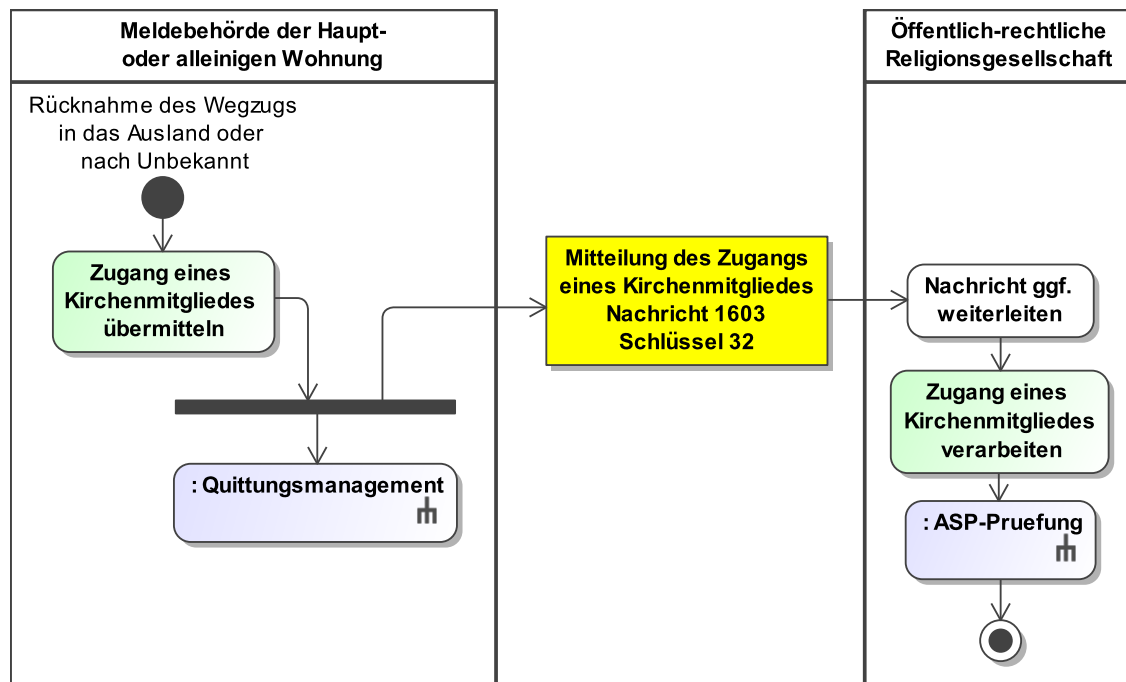 Meldebehörde der Haupt-
oder alleinigen Wohnung
Rücknahme des Wegzugs
in das Ausland oder
nach Unbekannt
Zugang eines
Kirchenmitgliedes
übermitteln
: Quittungsmanagement
Mitteilung des Zugangs
eines Kirchenmitgliedes
Nachricht 1603
Schlüssel 32
Öffentlich-rechtliche
Religionsgesellschaft
Nachricht ggf.
weiterleiten
Zugang eines
Kirchenmitgliedes
verarbeiten
: ASP-Pruefung